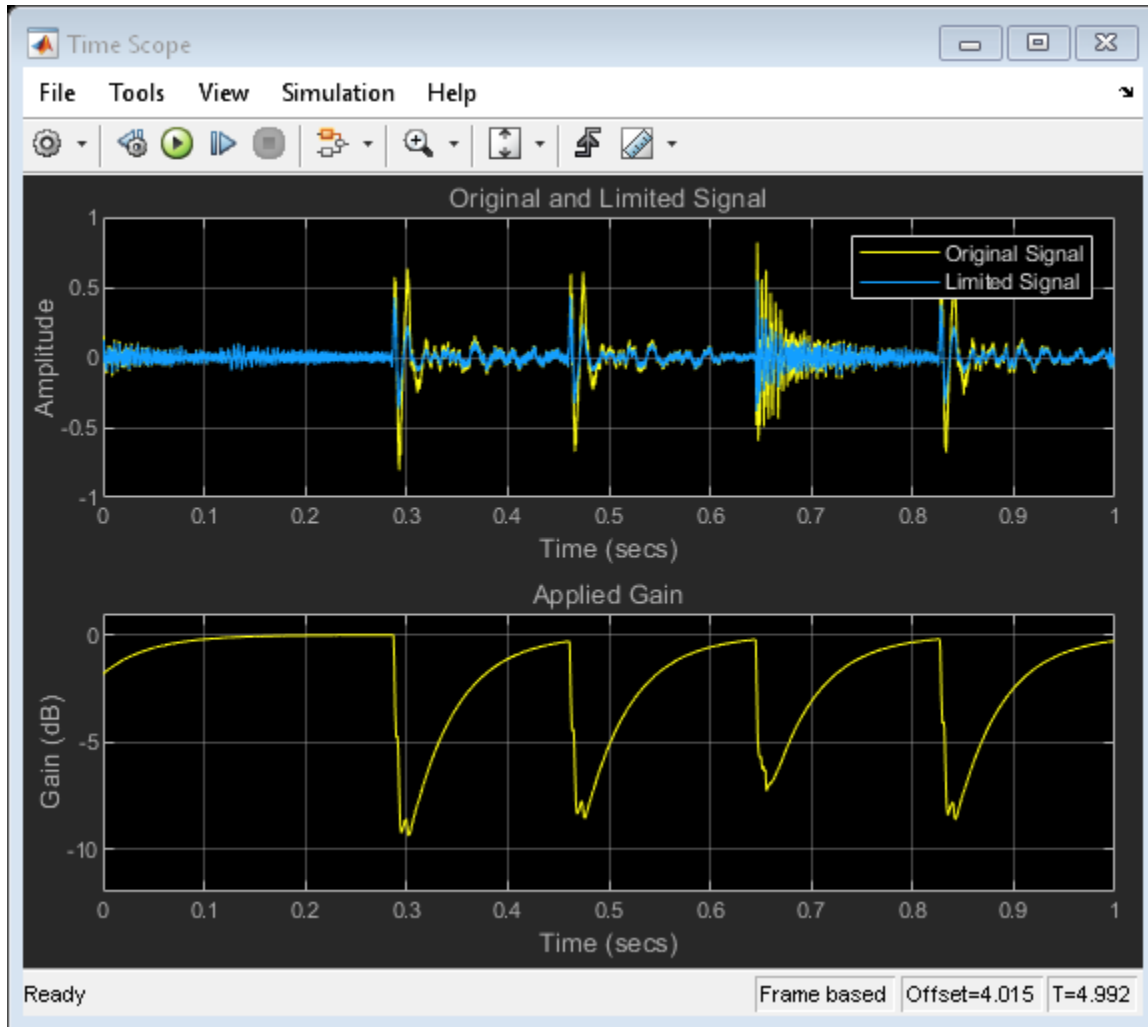 Time Scope
File Tools View Simulation Help
Original and Limited Signal
Original Signal
Limited Signal
Amplitude
1
0.5
0
-0.5
-1
0 0.1 0.2 0.3 0.4 0.5 0.6 0.7 0.8 0.9 1
Time (secs)
Applied Gain
Gain (dB)
0
-5
-10
0 0.1 0.2 0.3 0.4 0.5 0.6 0.7 0.8 0.9 1
Time (secs)
Ready Frame based Offset=4.015 T=4.992